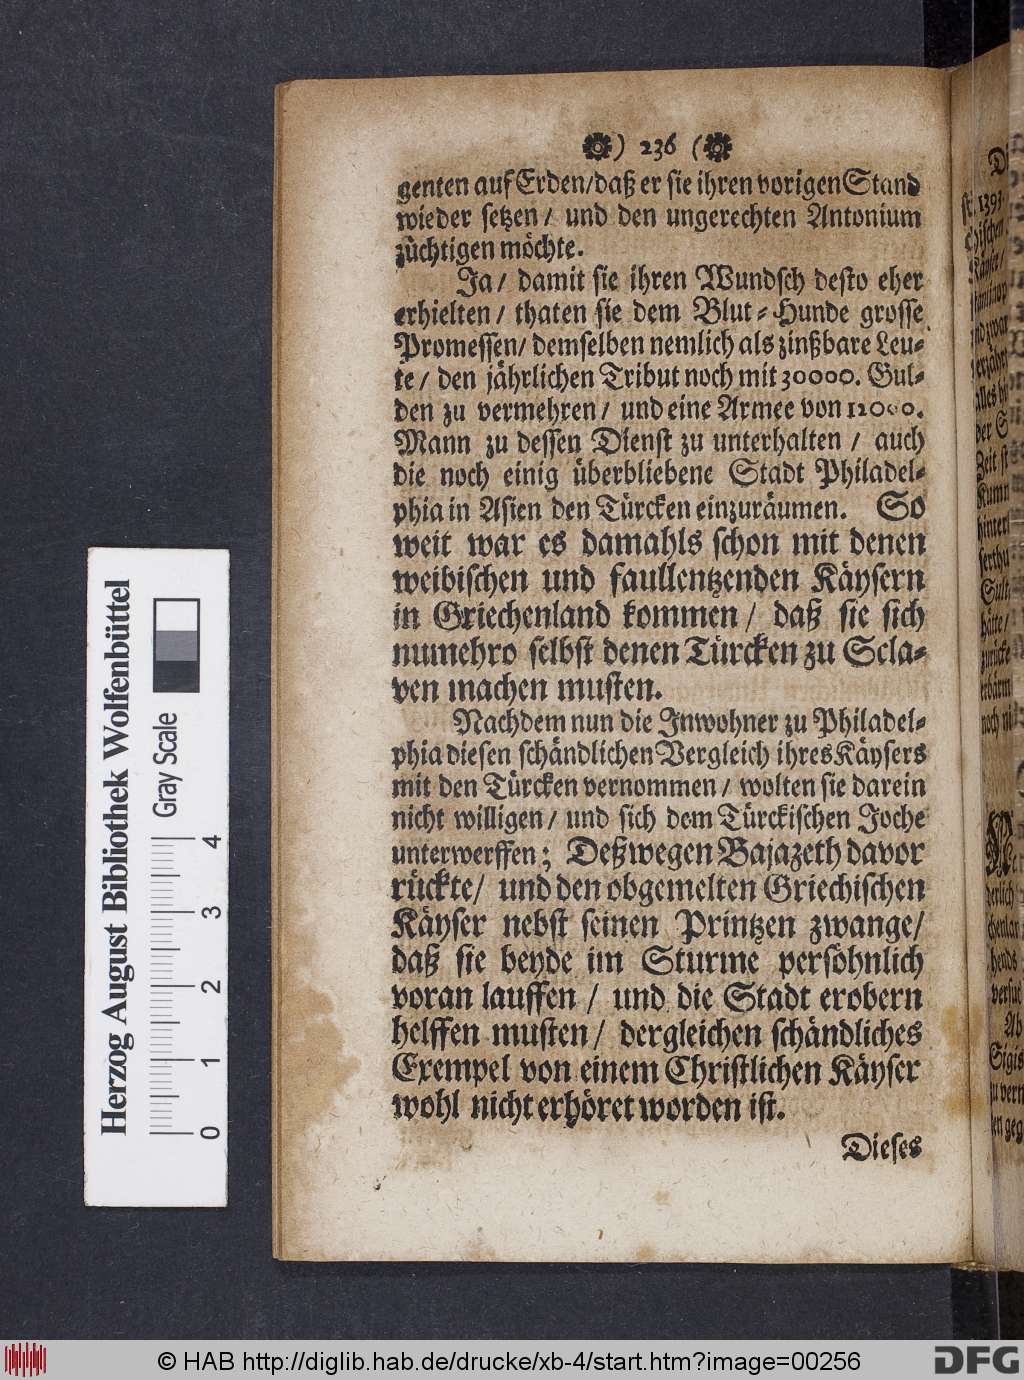 ) 236 (
genten auf Erden/daß er sie ihren vorigen Stand
wieder setzen/ und den ungerechten Antonium
züchtigen möchte.
Ja/ damit sie ihren Wundsch desto eher
erhielten/ thaten sie dem Blut-Hunde grosse
Promessen/ demselben nemlich als zinßbare Leu-
te/ den jährlichen Tribut noch mit 30000. Gul-
den zu vermehren/ und eine Armee von 12000.
Mann zu dessen Dienst zu unterhalten/ auch
die noch einig überbliebene Stadt Philadel-
phia in Asien den Türcken einzuräumen. So
weit war es damahls schon mit denen
weibischen und faullentzenden Käysern
in Griechenland kommen/ daß sie sich
numehro selbst denen Türcken zu Scla-
ven machen musten.
Nachdem nun die Inwohner zu Philadel-
phia diesen schändlichen Vergleich ihres Käysers
mit den Türcken vernommen/ wolten sie darein
nicht willigen/ und sich dem Türckischen Joche
unterwerffen; Deßwegen Bajazeth davor
rückte/ und den obgemelten Griechischen
Käyser nebst seinen Printzen zwange/
daß sie beyde im Sturme persöhnlich
voran lauffen/ und die Stadt erobern
helffen musten/ dergleichen schändliches
Exempel von einem Christlichen Käyser
wohl nicht erhöret worden ist.
Dieses
Herzog August Bibliothek Wolfenbüttel
Gray Scale
0 1 2 3 4
© HAB http://diglib.hab.de/drucke/xb-4/start.htm?image=00256
DFG